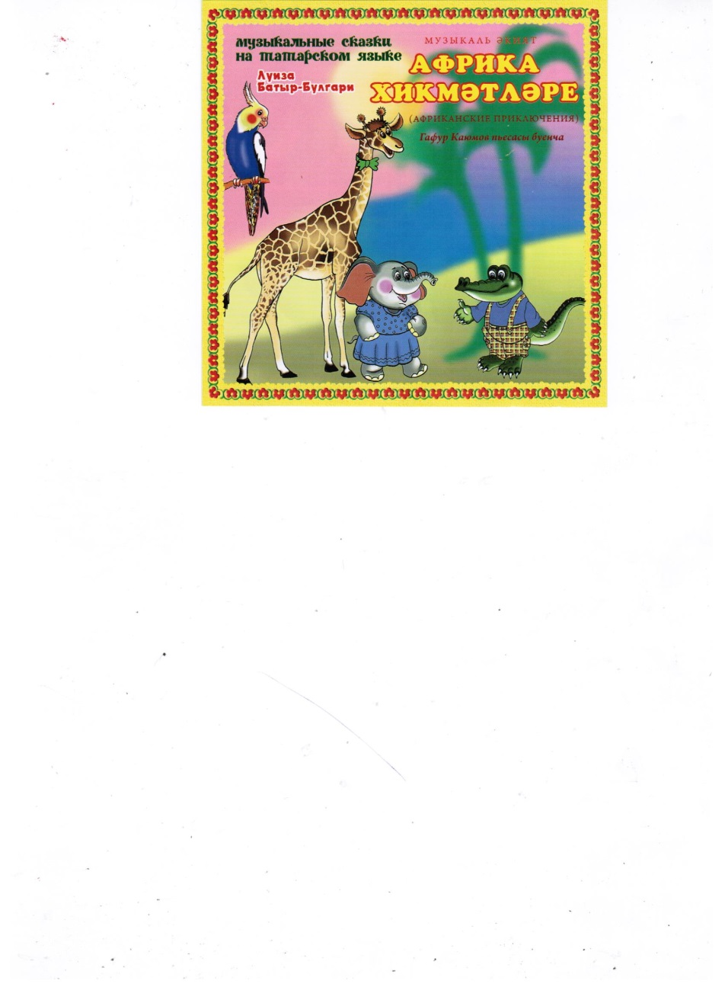 музыкальные сказки
на татарском языке
Луиза
Батыр-Булгари
МУЗЫКАЛЬ ӘКИЯТ
АФРИКА
ХИКМӘТЛӘРЕ
(АФРИКАНСКИЕ ПРИКЛЮЧЕНИЯ)
Гафур Каюмов пьесасы буенча